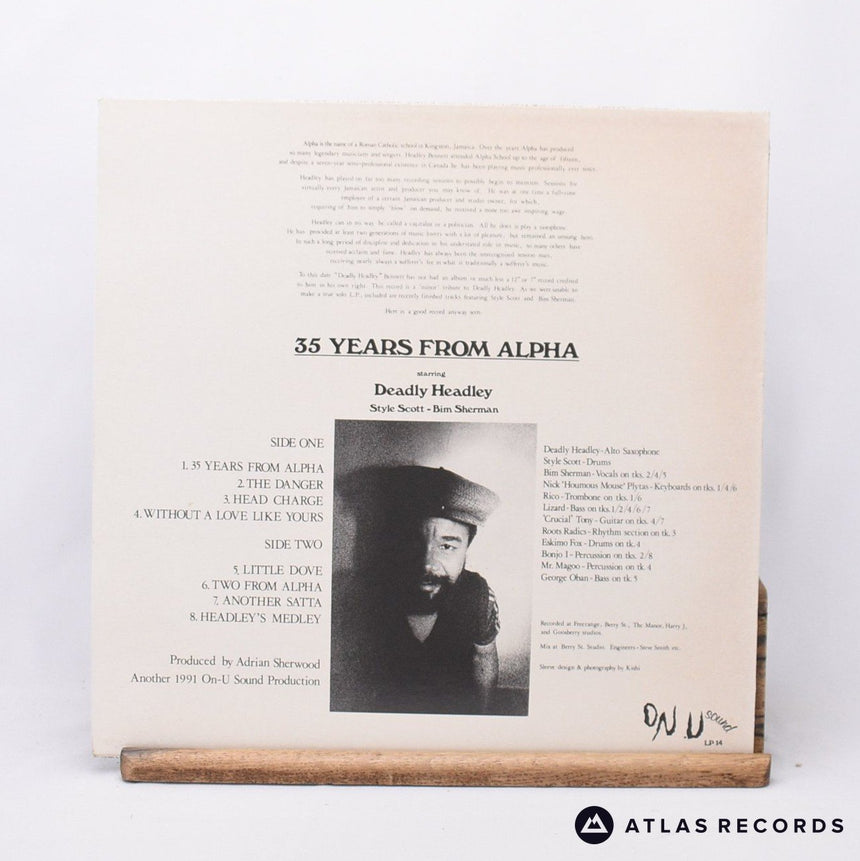 Alpha is the name of a Roman Catholic school in Kingston, Jamaica. Over the years Alpha has produced
so many legendary musicians and singers. Headley Bennett attended Alpha School up to the age of fifteen,
and despite a seven-year semi-professional existence in Canada he has been playing music professionally ever since.
Headley has played on far too many recording sessions to possibly begin to mention. Sessions for
virtually every Jamaican artist and producer you may know of. He was at one time a full-time
employee of a certain Jamaican producer and studio owner, for which,
requiring of him to simply 'blow' on demand, he received a none too awe inspiring wage.
Headley can in no way be called a capitalist or a politician. All he does is play a saxophone.
He has provided at least two generations of music lovers with a lot of pleasure, but remained an unsung hero.
In such a long period of discipline and dedication to his understated role in music, so many others have
received acclaim and fame. Headley has always been the unrecognised session man,
receiving nearly always a sufferer's fee in what is traditionally a sufferer's music.
To this date "Deadly Headley" Bennett has not had an album or much less a 12" or 7" record credited
to him in his own right. This record is a 'minor' tribute to Deadly Headley. As we were unable to
make a true solo L.P., included are recently finished tracks featuring Style Scott and Bim Sherman.
Here is a good record anyway seen.
35 YEARS FROM ALPHA
starring
Deadly Headley
Style Scott - Bim Sherman
SIDE ONE
1. 35 YEARS FROM ALPHA
2. THE DANGER
3. HEAD CHARGE
4. WITHOUT A LOVE LIKE YOURS
SIDE TWO
5. LITTLE DOVE
6. TWO FROM ALPHA
7. ANOTHER SATTA
8. HEADLEY'S MEDLEY
Produced by Adrian Sherwood
Another 1991 On-U Sound Production
Deadly Headley - Alto Saxophone
Style Scott - Drums
Bim Sherman - Vocals on tks. 2/4/5
Nick 'Houmous Mouse' Plytas - Keyboards on tks. 1/4/6
Rico - Trombone on tks. 1/6
Lizard - Bass on tks. 1/2/4/6/7
'Crucial' Tony - Guitar on tks. 4/7
Roots Radics - Rhythm section on tk. 3
Eskimo Fox - Drums on tk. 4
Bonjo I - Percussion on tks. 2/8
Mr. Magoo - Percussion on tk. 4
George Oban - Bass on tk. 5
Recorded at Freerange, Berry St., The Manor, Harry J.,
and Gooseberry studios.
Mix at Berry St. Studio. Engineers - Steve Smith etc.
Sleeve design & photography by Kishi
ON U sound
LP 14
ATLAS RECORDS